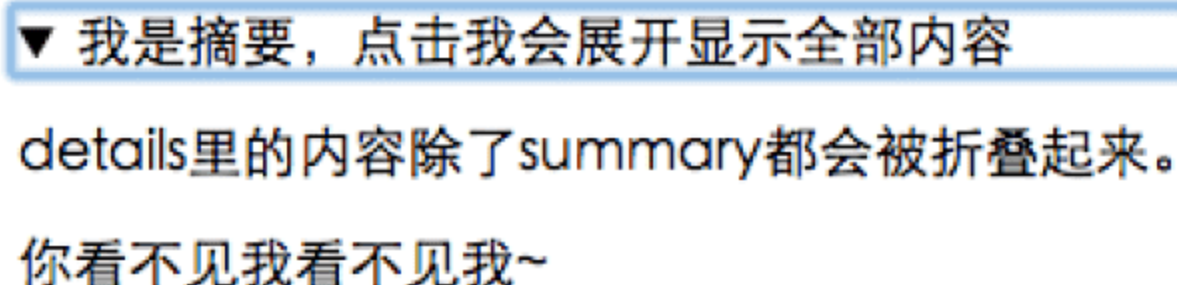 ▼ 我是摘要，点击我会展开显示全部内容
details里的内容除了summary都会被折叠起来。
你看不见我看不见我~